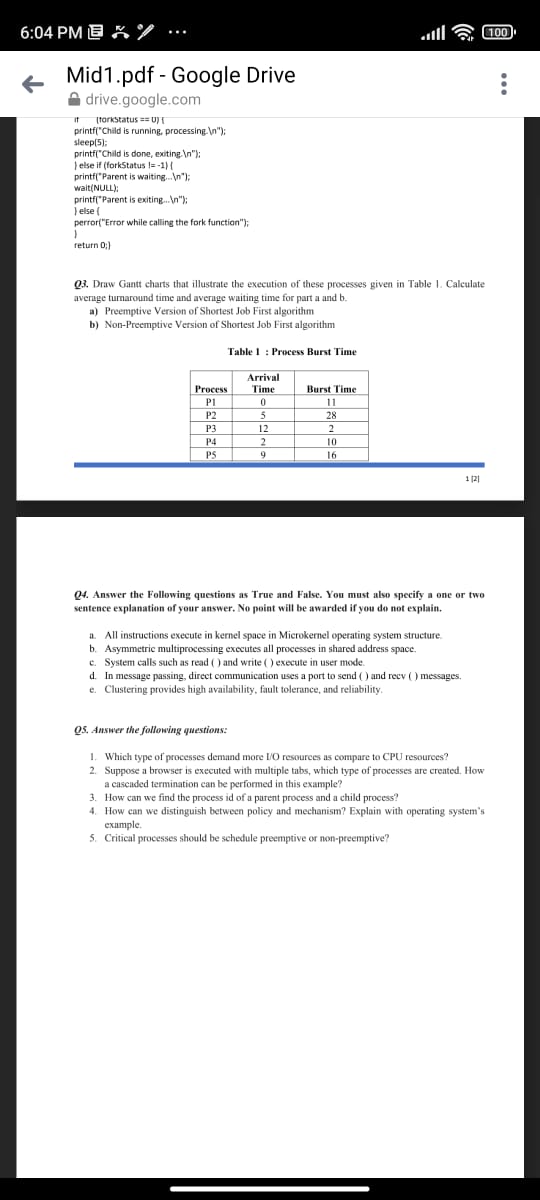 6:04 PM ... 100
Mid1.pdf - Google Drive
drive.google.com
if (forkStatus == 0) {
printf("Child is running, processing.\n");
sleep(5);
printf("Child is done, exiting.\n");
} else if (forkStatus != -1) {
printf("Parent is waiting...\n");
wait(NULL);
printf("Parent is exiting...\n");
} else {
perror("Error while calling the fork function");
}
return 0;}
Q3. Draw Gantt charts that illustrate the execution of these processes given in Table 1. Calculate
average turnaround time and average waiting time for part a and b.
a) Preemptive Version of Shortest Job First algorithm
b) Non-Preemptive Version of Shortest Job First algorithm
Table 1 : Process Burst Time
Process Arrival Time Burst Time
P1 0 11
P2 5 28
P3 12 2
P4 2 10
P5 9 16
1 [2]
Q4. Answer the Following questions as True and False. You must also specify a one or two
sentence explanation of your answer. No point will be awarded if you do not explain.
a. All instructions execute in kernel space in Microkernel operating system structure.
b. Asymmetric multiprocessing executes all processes in shared address space.
c. System calls such as read ( ) and write ( ) execute in user mode.
d. In message passing, direct communication uses a port to send ( ) and recv ( ) messages.
e. Clustering provides high availability, fault tolerance, and reliability.
Q5. Answer the following questions:
1. Which type of processes demand more I/O resources as compare to CPU resources?
2. Suppose a browser is executed with multiple tabs, which type of processes are created. How
a cascaded termination can be performed in this example?
3. How can we find the process id of a parent process and a child process?
4. How can we distinguish between policy and mechanism? Explain with operating system's
example.
5. Critical processes should be schedule preemptive or non-preemptive?